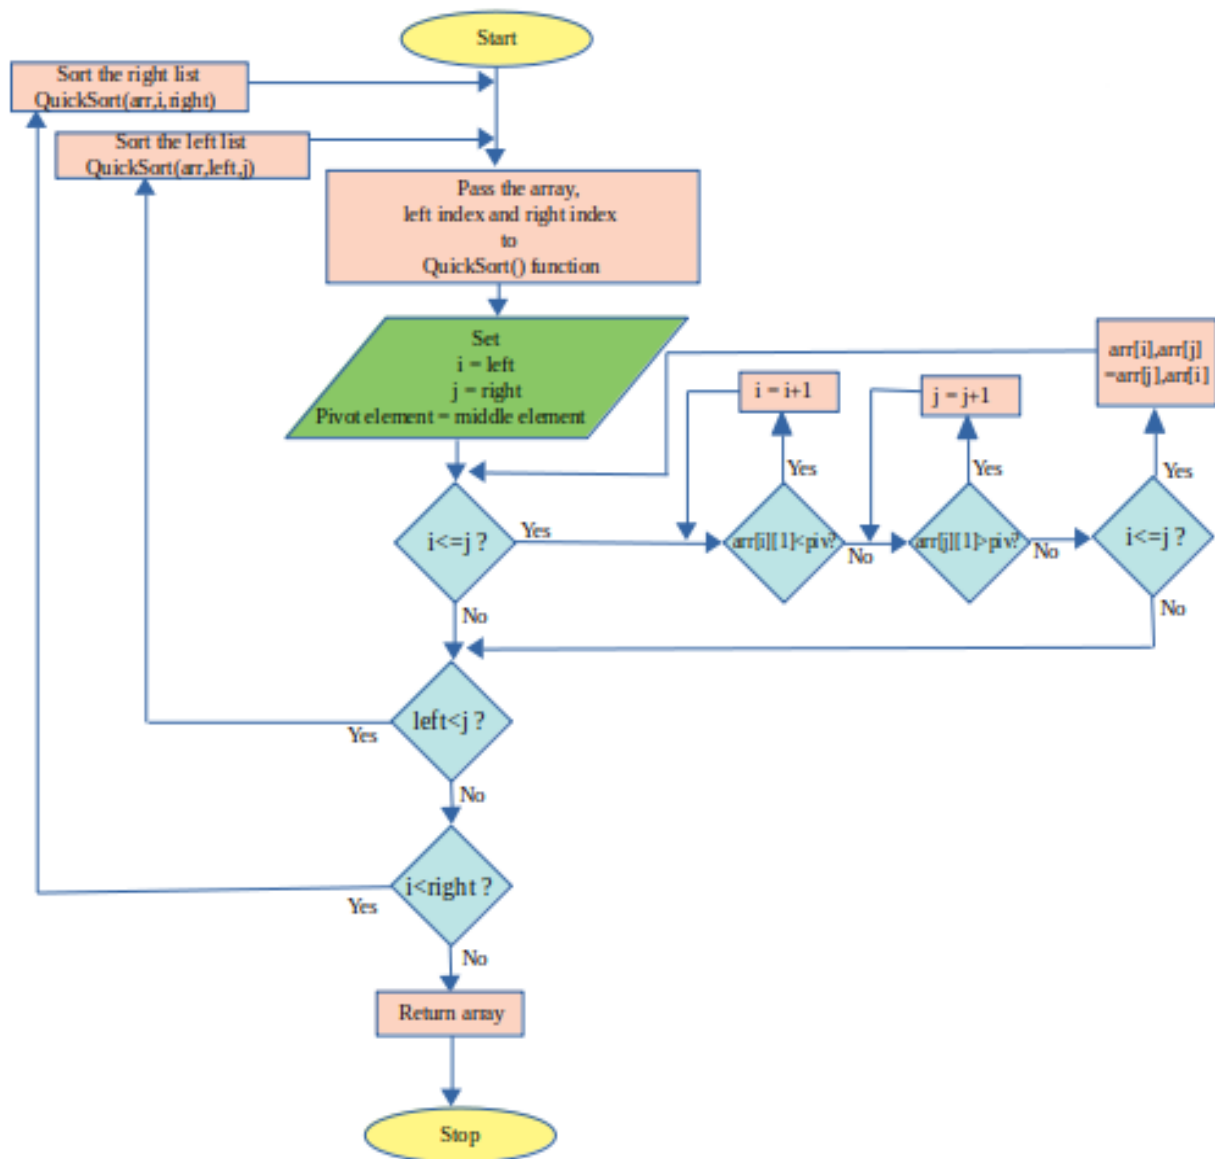 Start
Sort the right list
QuickSort(arr,i,right)
Sort the left list
QuickSort(arr,left,j)
Pass the array,
left index and right index
to
QuickSort() function
Set
i = left
j = right
Pivot element = middle element
arr[i],arr[j]
=arr[j],arr[i]
i = i+1
j = j+1
Yes
Yes
Yes
i<=j ?
Yes
arr[i][1]<piv?
No
arr[j][1]>piv?
No
i<=j ?
No
No
left<j ?
Yes
No
i<right ?
Yes
No
Return array
Stop